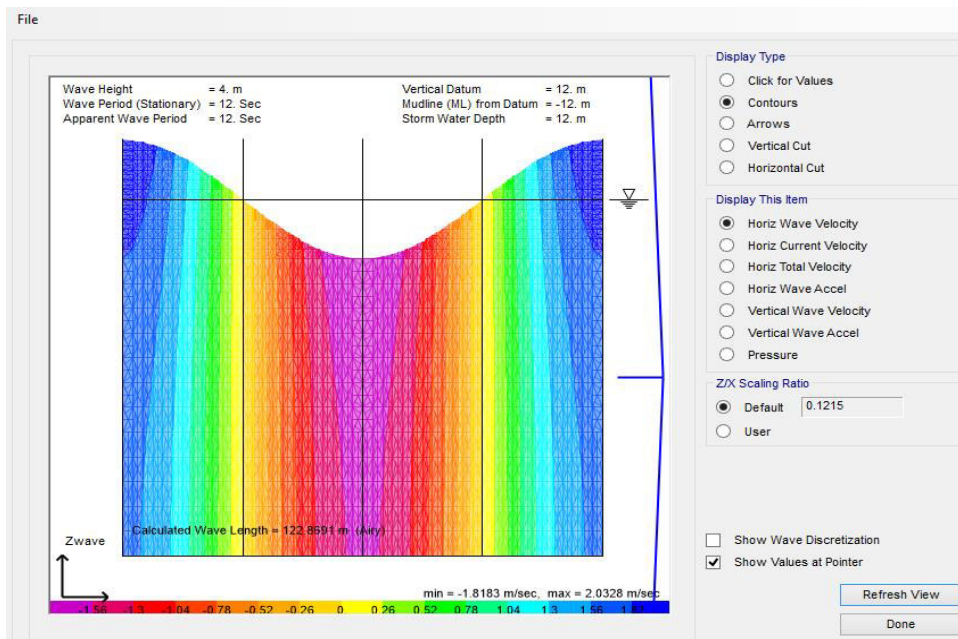 File
Wave Height = 4. m
Wave Period (Stationary) = 12. Sec
Apparent Wave Period = 12. Sec
Vertical Datum = 12. m
Mudline (ML) from Datum = -12. m
Storm Water Depth = 12. m
Calculated Wave Length = 122.8691 m (Airy)
Zwave
min = -1.8183 m/sec, max = 2.0328 m/sec
-1.56 -1.3 -1.04 -0.78 -0.52 -0.26 0 0.26 0.52 0.78 1.04 1.3 1.56 1.82
Display Type
Click for Values
Contours
Arrows
Vertical Cut
Horizontal Cut
Display This Item
Horiz Wave Velocity
Horiz Current Velocity
Horiz Total Velocity
Horiz Wave Accel
Vertical Wave Velocity
Vertical Wave Accel
Pressure
Z/X Scaling Ratio
Default 0.1215
User
Show Wave Discretization
Show Values at Pointer
Refresh View
Done